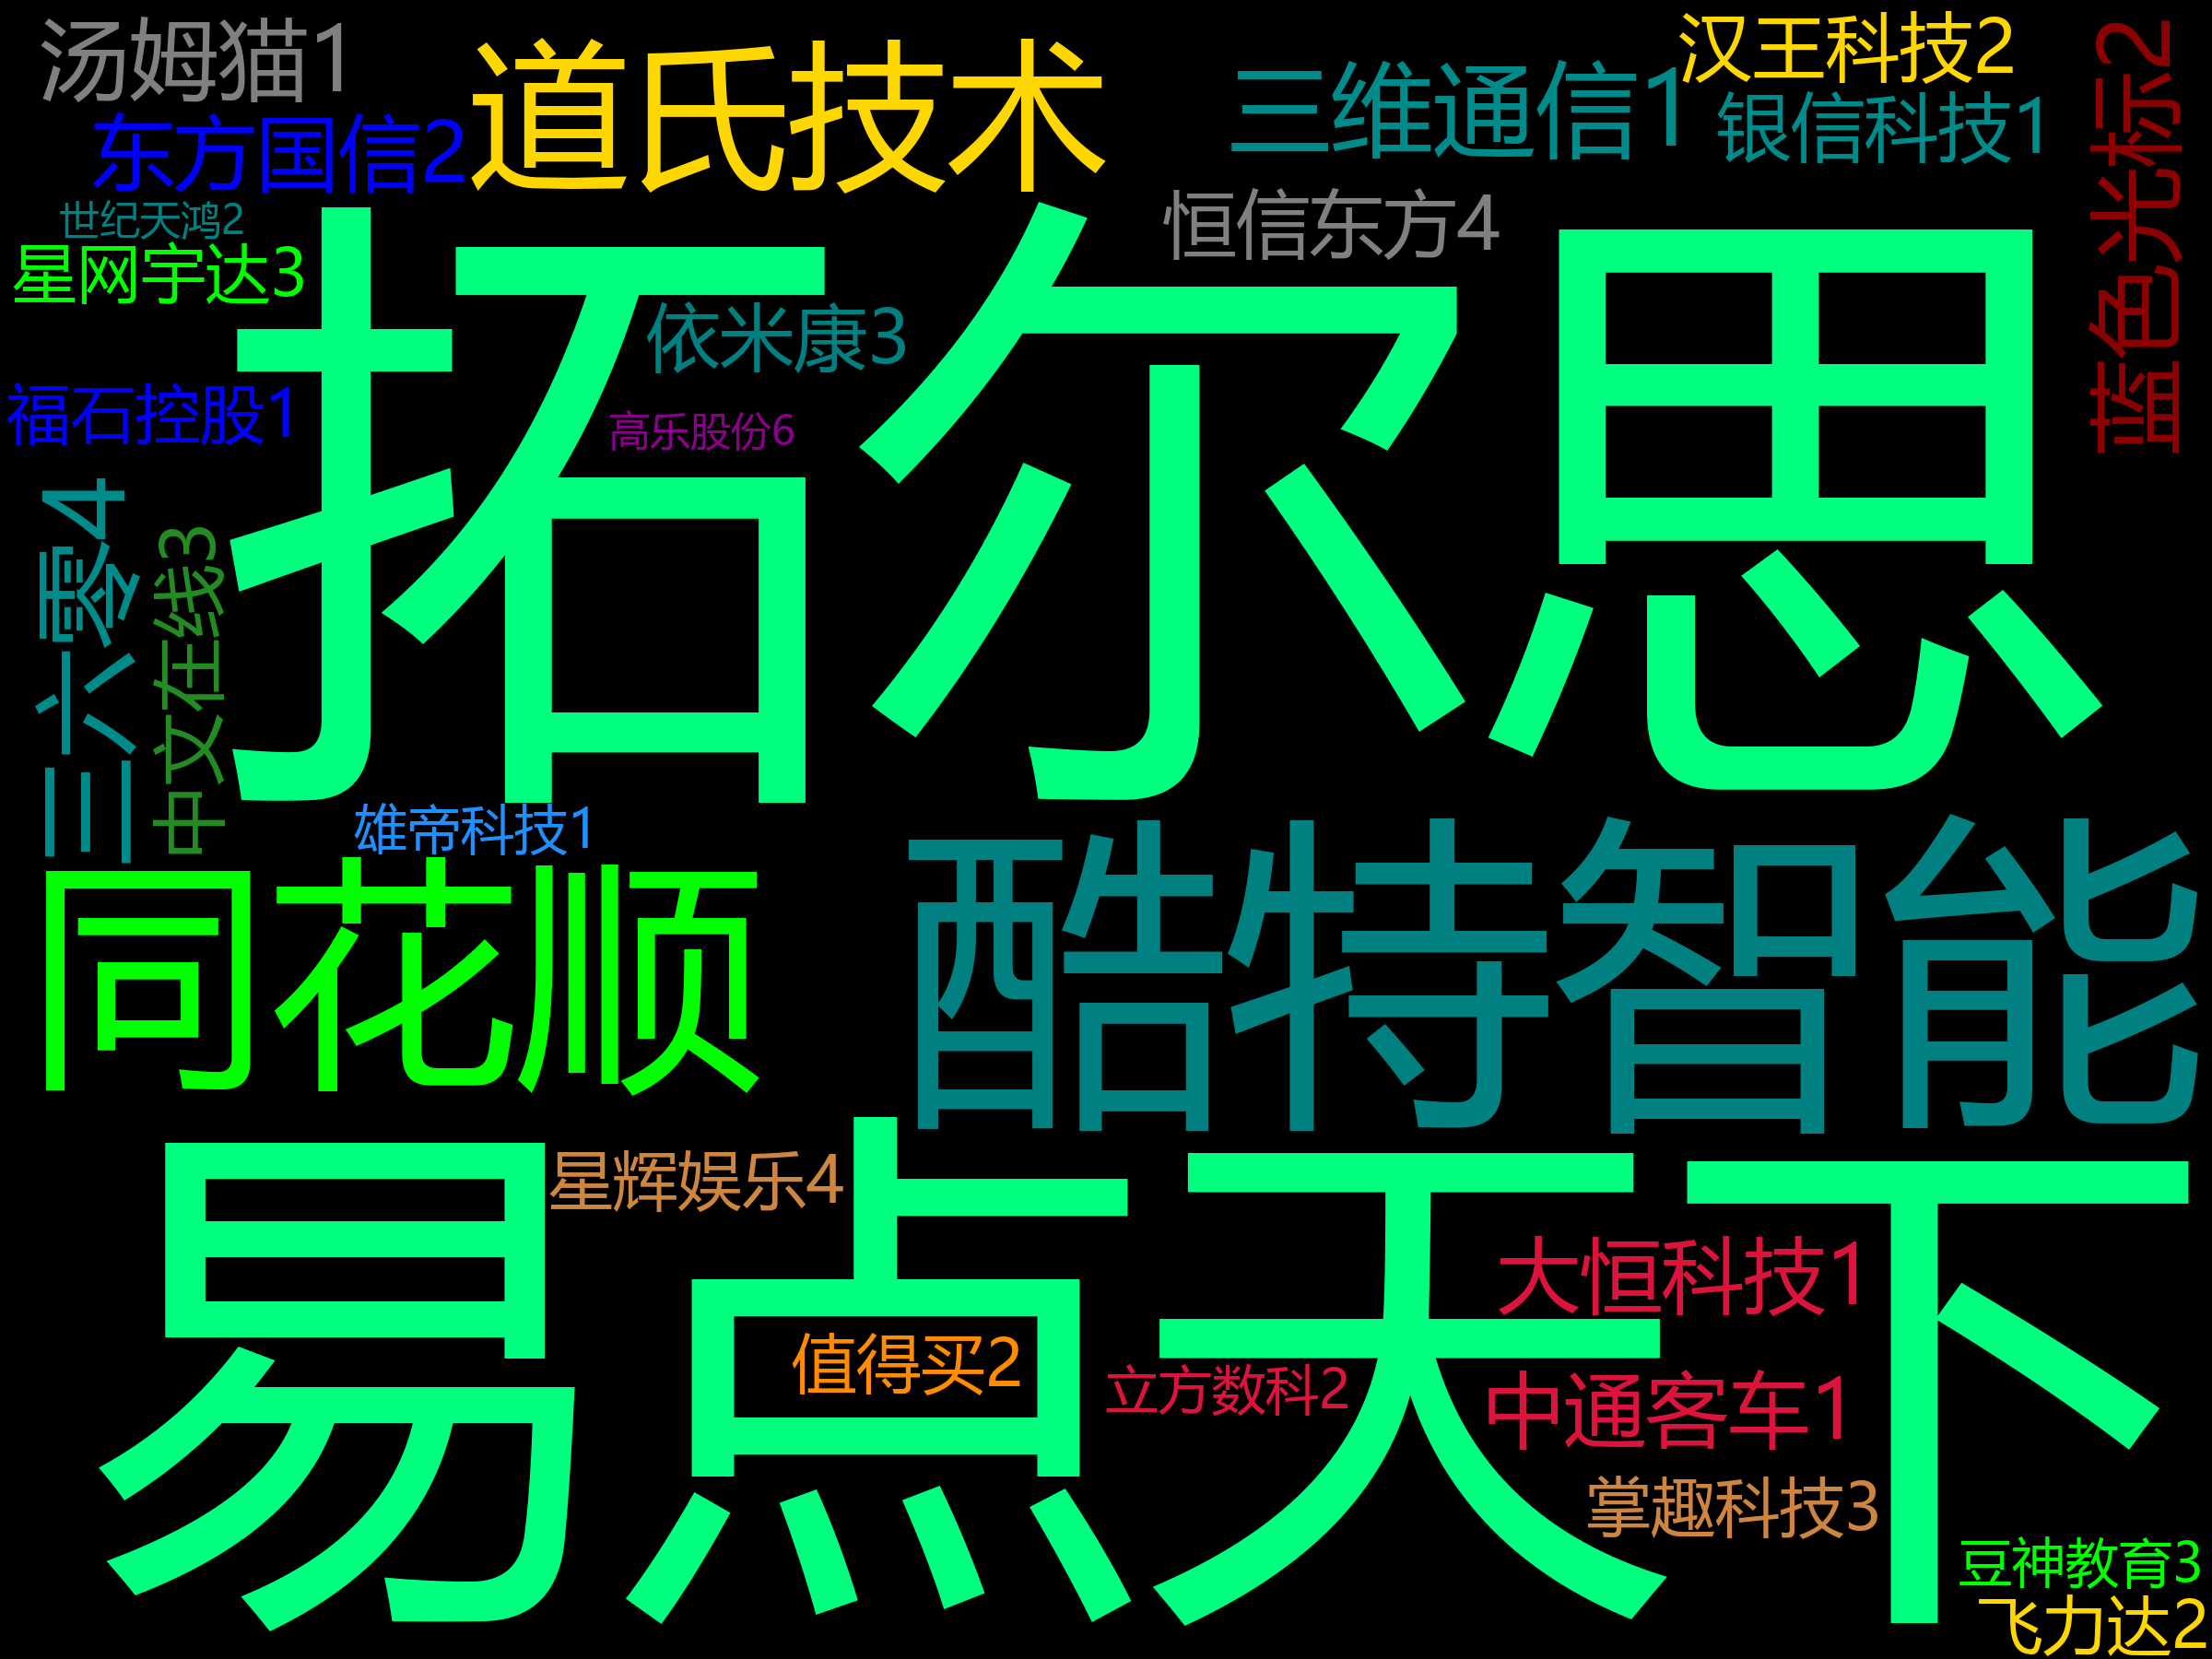 汤姆猫1
道氏技术
三维通信1
汉王科技2
银信科技1
蓝色光标2
东方国信2
世纪天鸿2
恒信东方4
星网宇达3
依米康3
福石控股1
高乐股份6
拓尔思
三六零4
中文在线3
雄帝科技1
同花顺
酷特智能
易点天下
星辉娱乐4
大恒科技1
值得买2
立方数科2
中通客车1
掌趣科技3
豆神教育3
飞力达2